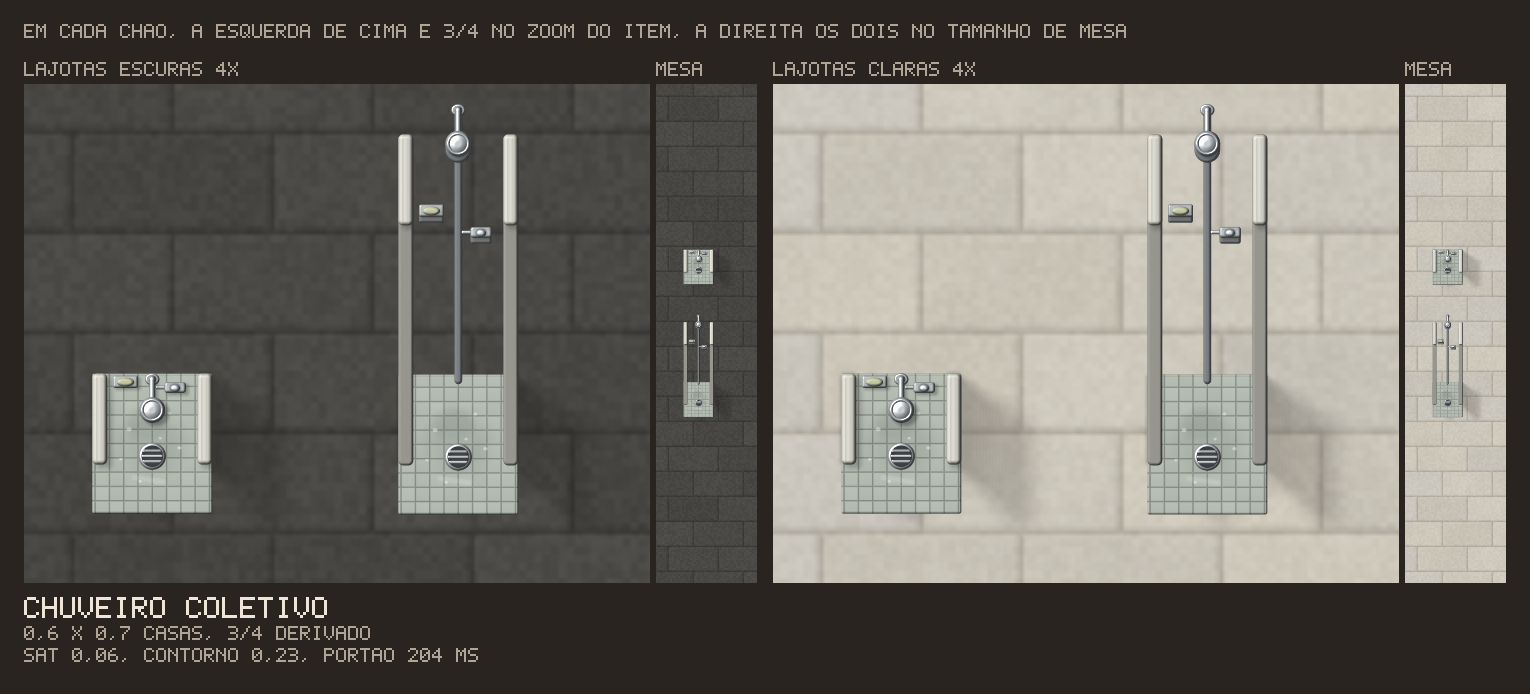 EM CADA CHAO, A ESQUERDA DE CIMA E 3/4 NO ZOOM DO ITEM, A DIREITA OS DOIS NO TAMANHO DE MESA
LAJOTAS ESCURAS 4X
MESA
LAJOTAS CLARAS 4X
MESA
CHUVEIRO COLETIVO
0,6 X 0,7 CASAS, 3/4 DERIVADO
SAT 0,06, CONTORNO 0,23, PORTAO 204 MS